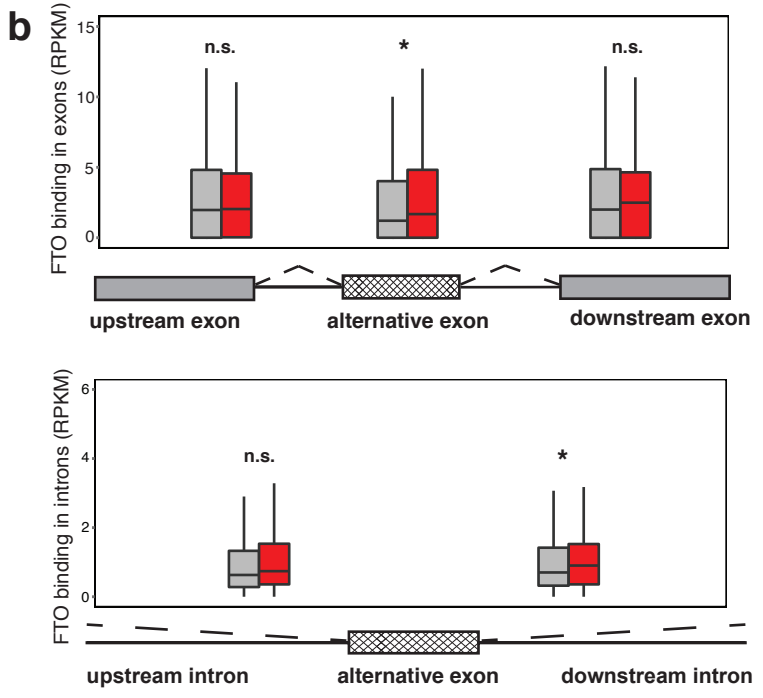 b
FTO binding in exons (RPKM)
15
10
5
0
n.s.
*
n.s.
upstream exon
alternative exon
downstream exon
FTO binding in introns (RPKM)
6
4
2
0
n.s.
*
upstream intron
alternative exon
downstream intron